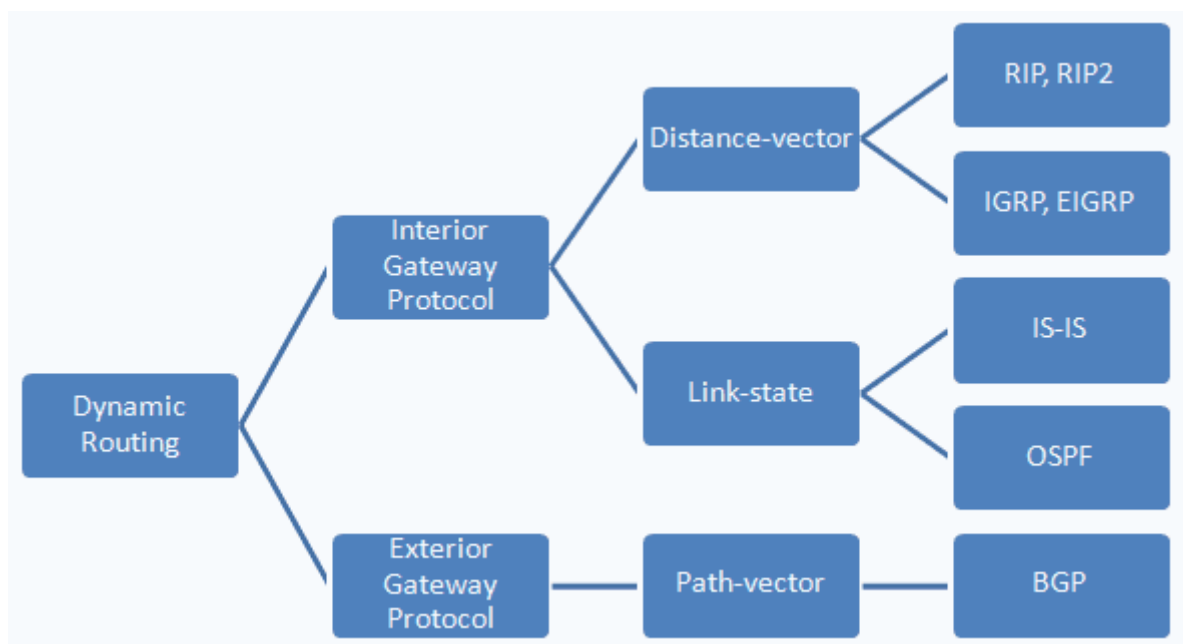 Dynamic
Routing
Interior
Gateway
Protocol
Exterior
Gateway
Protocol
Distance-vector
Link-state
Path-vector
RIP, RIP2
IGRP, EIGRP
IS-IS
OSPF
BGP